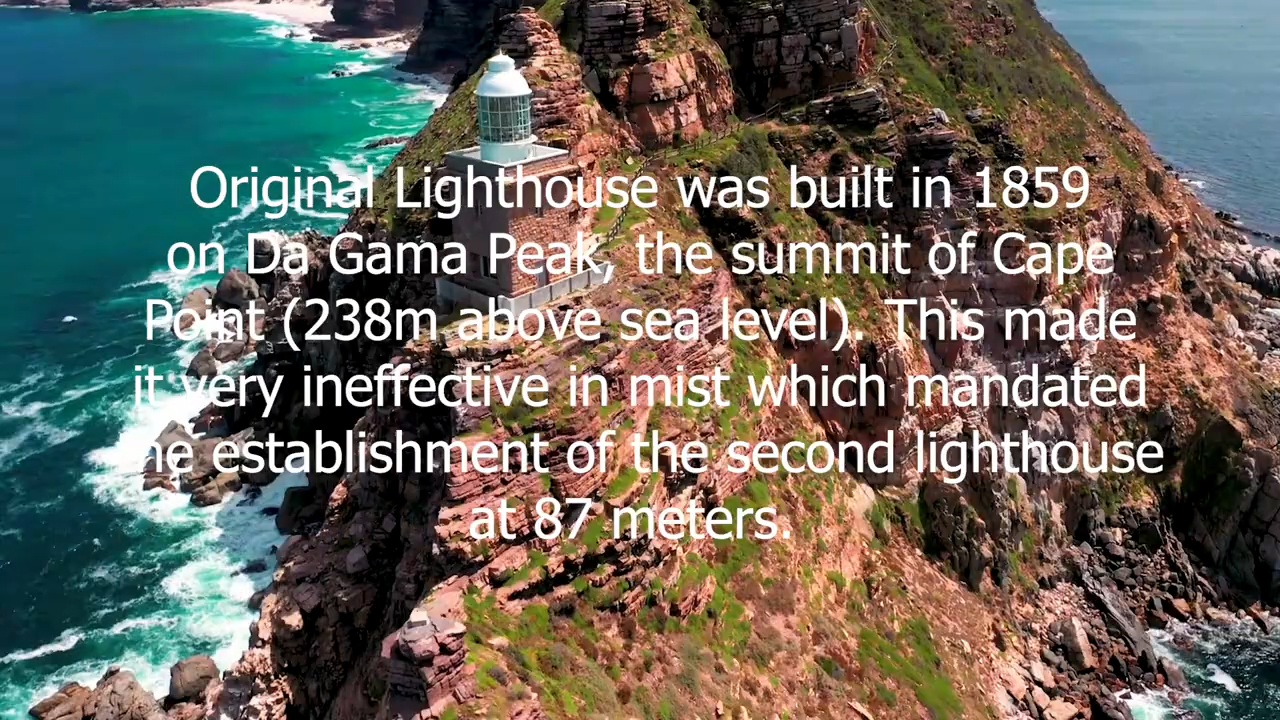 Original Lighthouse was built in 1859
on Da Gama Peak, the summit of Cape
Point (238m above sea level). This made
it very ineffective in mist which mandated
the establishment of the second lighthouse
at 87 meters.